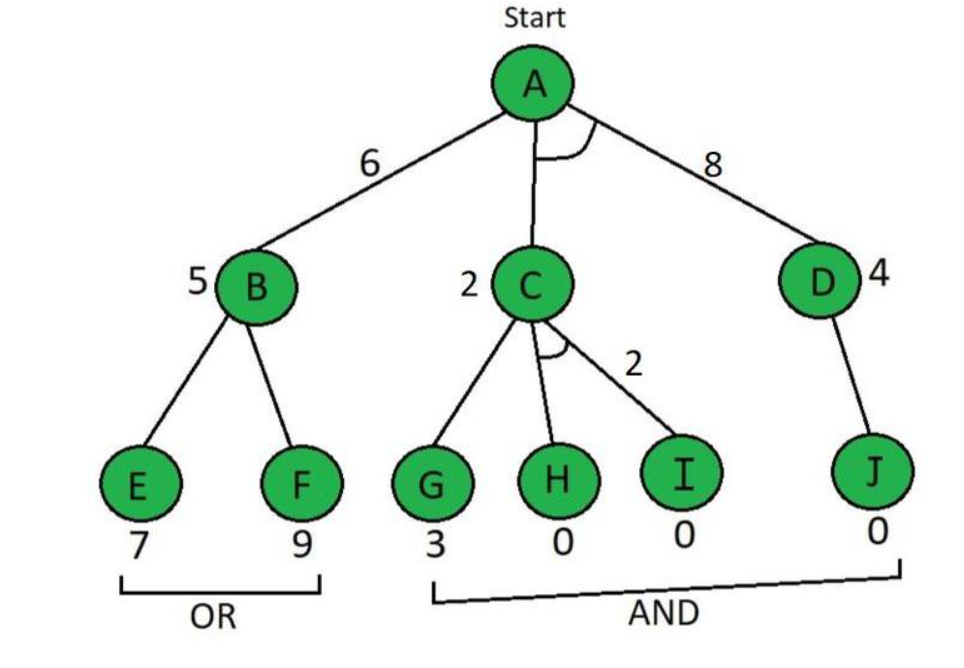 Start
A
6 8
5 B 2 C D 4
2
E F G H I J
7 9 3 0 0 0
OR AND